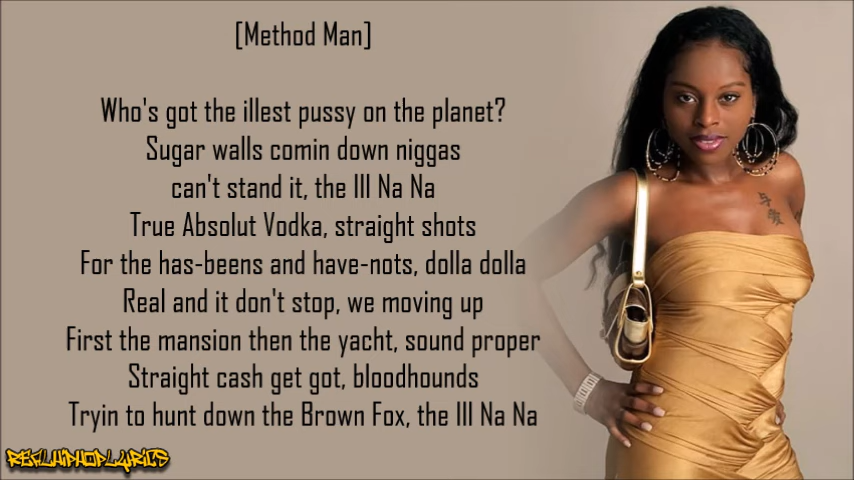 [Method Man]
Who's got the illest pussy on the planet?
Sugar walls comin down niggas
can't stand it, the Ill Na Na
True Absolut Vodka, straight shots
For the has-beens and have-nots, dolla dolla
Real and it don't stop, we moving up
First the mansion then the yacht, sound proper
Straight cash get got, bloodhounds
Tryin to hunt down the Brown Fox, the Ill Na Na
REALHIPHOPLYRICS